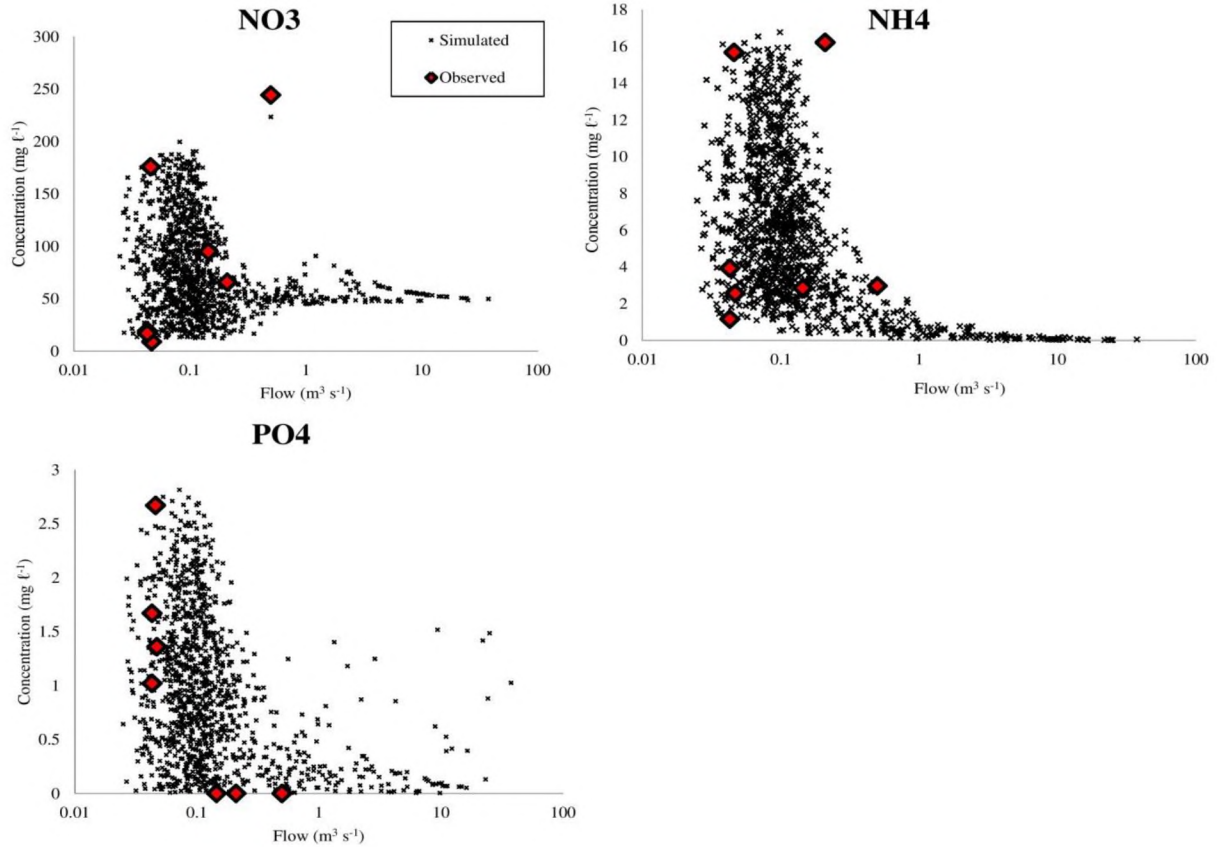 NO3
Simulated
Observed
300
250
200
150
100
50
0
Concentration (mg ℓ⁻¹)
0.01 0.1 1 10 100
Flow (m³ s⁻¹)
NH4
18
16
14
12
10
8
6
4
2
0
Concentration (mg ℓ⁻¹)
0.01 0.1 1 10 100
Flow (m³ s⁻¹)
PO4
3
2.5
2
1.5
1
0.5
0
Concentration (mg ℓ⁻¹)
0.01 0.1 1 10 100
Flow (m³ s⁻¹)